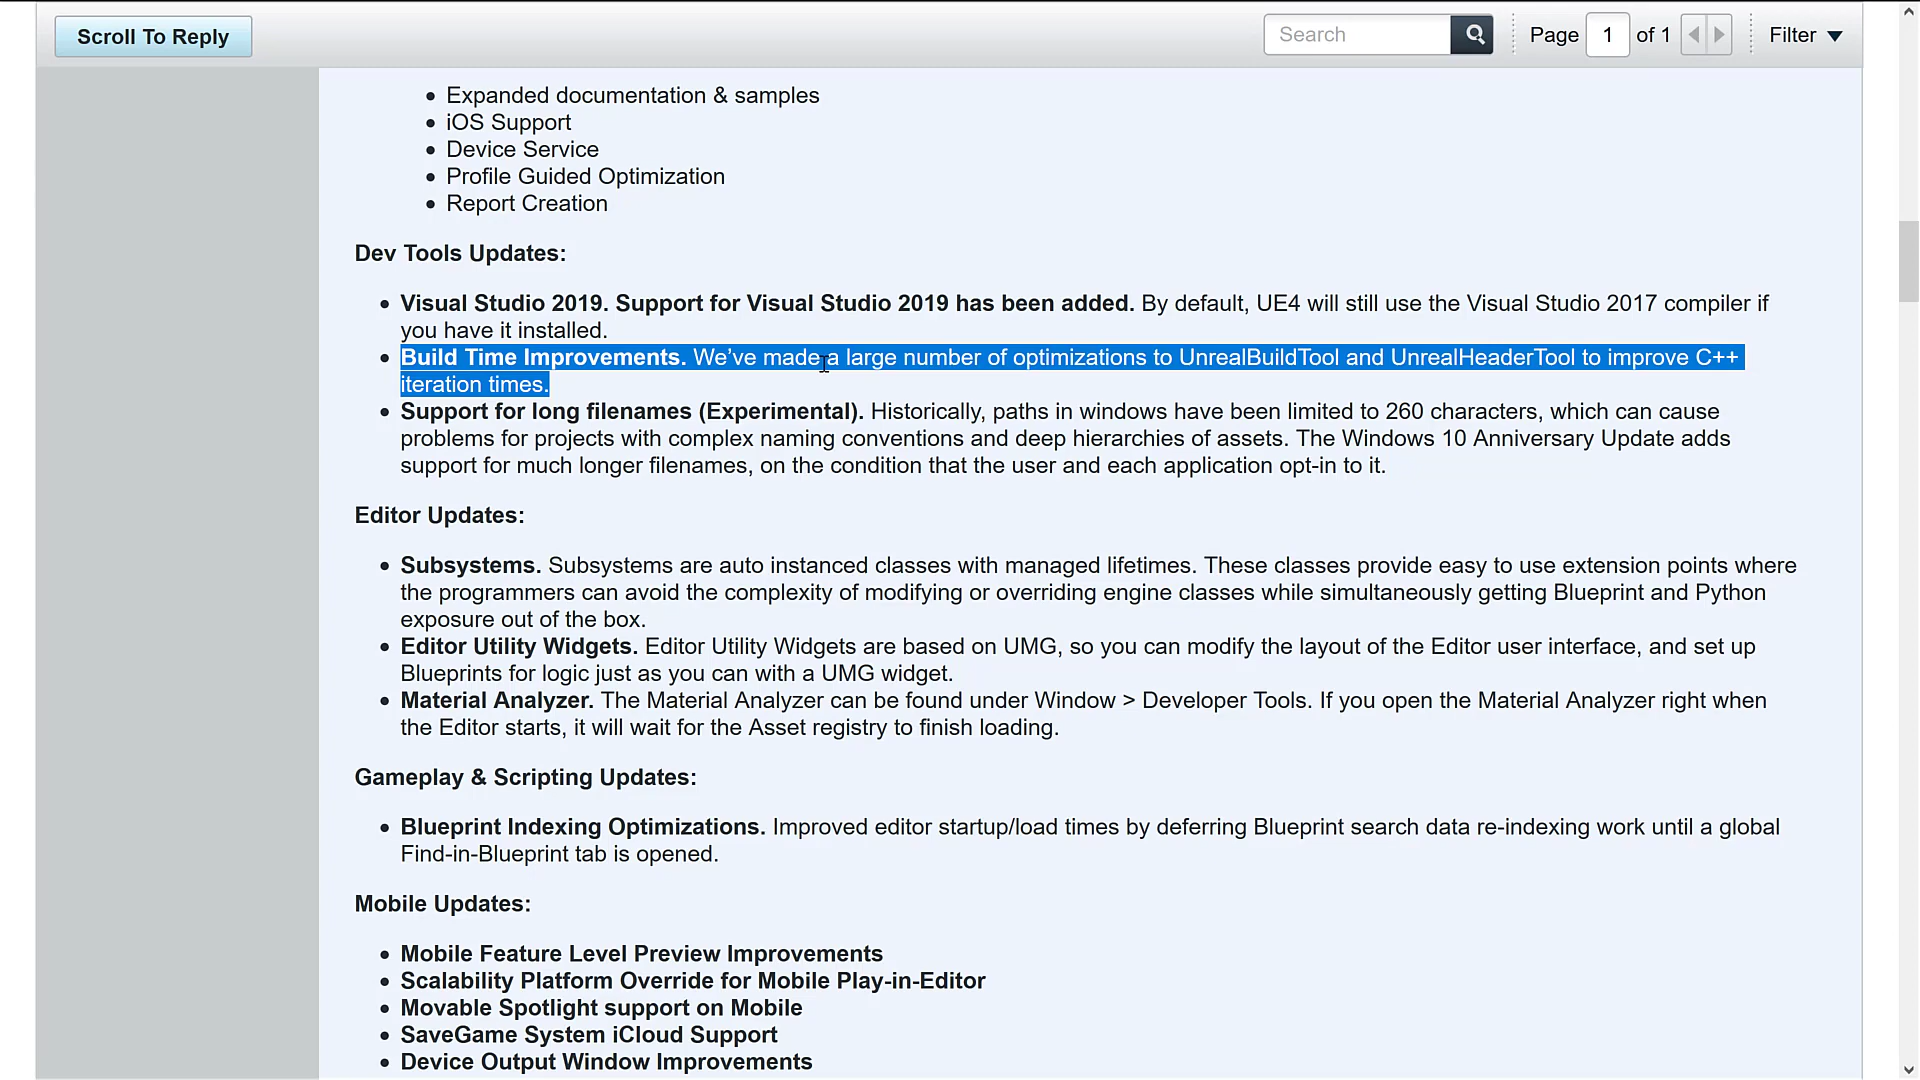 Scroll To Reply
Search
Page 1 of 1
Filter
Expanded documentation & samples
iOS Support
Device Service
Profile Guided Optimization
Report Creation
Dev Tools Updates:
Visual Studio 2019. Support for Visual Studio 2019 has been added. By default, UE4 will still use the Visual Studio 2017 compiler if
you have it installed.
Build Time Improvements. We’ve made a large number of optimizations to UnrealBuildTool and UnrealHeaderTool to improve C++
iteration times.
Support for long filenames (Experimental). Historically, paths in windows have been limited to 260 characters, which can cause
problems for projects with complex naming conventions and deep hierarchies of assets. The Windows 10 Anniversary Update adds
support for much longer filenames, on the condition that the user and each application opt-in to it.
Editor Updates:
Subsystems. Subsystems are auto instanced classes with managed lifetimes. These classes provide easy to use extension points where
the programmers can avoid the complexity of modifying or overriding engine classes while simultaneously getting Blueprint and Python
exposure out of the box.
Editor Utility Widgets. Editor Utility Widgets are based on UMG, so you can modify the layout of the Editor user interface, and set up
Blueprints for logic just as you can with a UMG widget.
Material Analyzer. The Material Analyzer can be found under Window > Developer Tools. If you open the Material Analyzer right when
the Editor starts, it will wait for the Asset registry to finish loading.
Gameplay & Scripting Updates:
Blueprint Indexing Optimizations. Improved editor startup/load times by deferring Blueprint search data re-indexing work until a global
Find-in-Blueprint tab is opened.
Mobile Updates:
Mobile Feature Level Preview Improvements
Scalability Platform Override for Mobile Play-in-Editor
Movable Spotlight support on Mobile
SaveGame System iCloud Support
Device Output Window Improvements